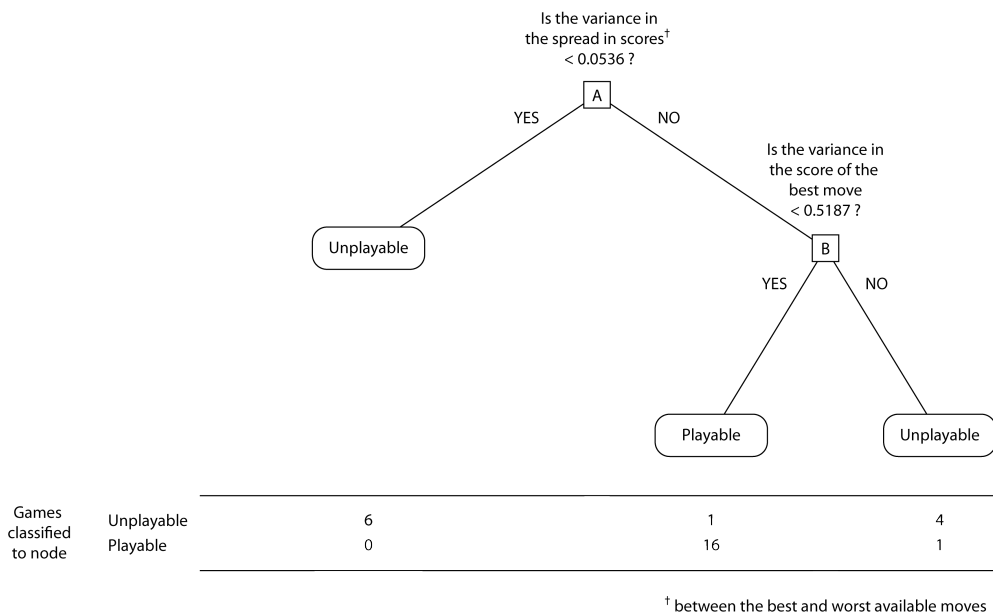 Is the variance in
the spread in scores†
< 0.0536 ?
A
YES
NO
Is the variance in
the score of the
best move
< 0.5187 ?
Unplayable
B
YES
NO
Playable
Unplayable
Games
classified
to node
Unplayable 6 1 4
Playable 0 16 1
† between the best and worst available moves